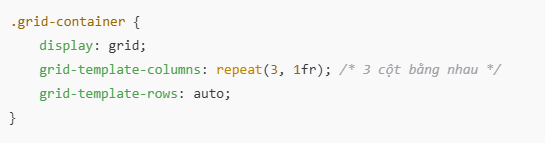 .grid-container {
    display: grid;
    grid-template-columns: repeat(3, 1fr); /* 3 cột bằng nhau */
    grid-template-rows: auto;
}